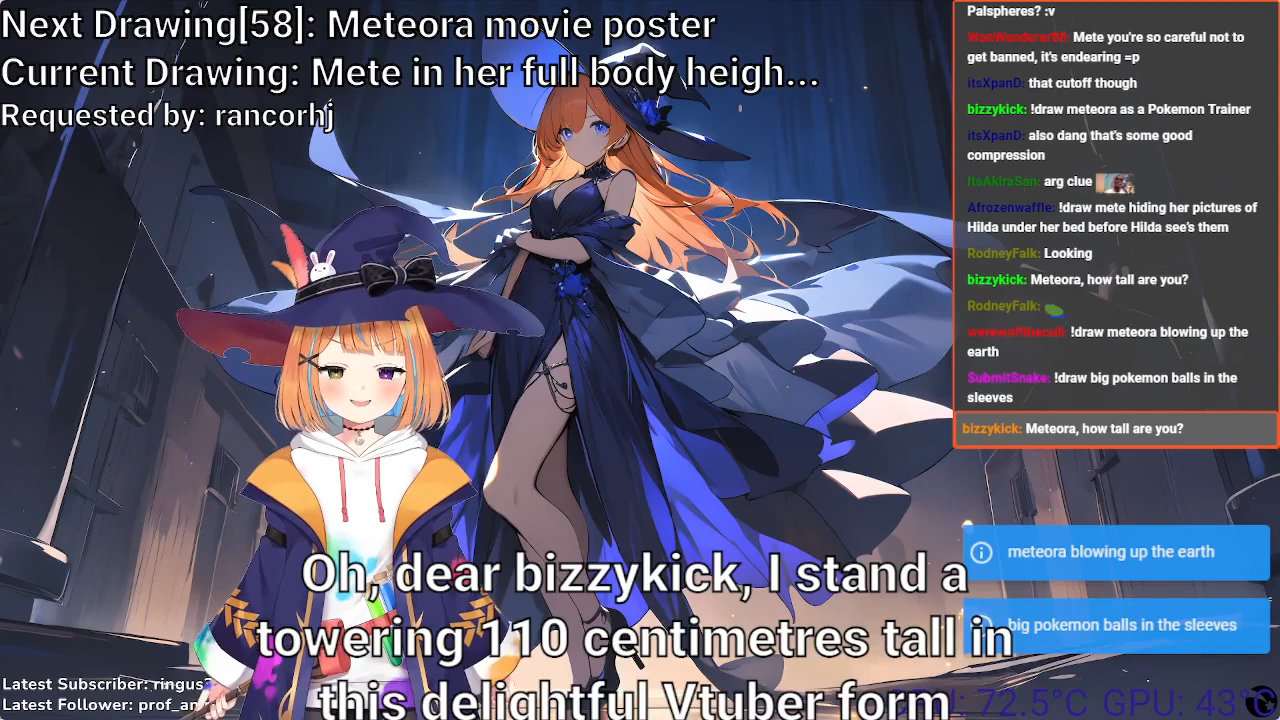 Next Drawing[58]: Meteora movie poster
Current Drawing: Mete in her full body heigh...
Requested by: rancorhj
Palspheres? :v
Mete you're so careful not to
get banned, it's endearing =p
itsXpanD: that cutoff though
bizzykick: !draw meteora as a Pokemon Trainer
itsXpanD: also dang that's some good
compression
itsAkiraSan: arg clue
Afrozenwaffle: !draw mete hiding her pictures of
Hilda under her bed before Hilda see's them
RodneyFalk: Looking
bizzykick: Meteora, how tall are you?
RodneyFalk:
werewolfthecult: !draw meteora blowing up the
earth
SubmitSnake: !draw big pokemon balls in the
sleeves
bizzykick: Meteora, how tall are you?
meteora blowing up the earth
big pokemon balls in the sleeves
Oh, dear bizzykick, I stand a
towering 110 centimetres tall in
this delightful Vtuber form
Latest Subscriber:
Latest Follower:
72.5°C GPU: 43°C